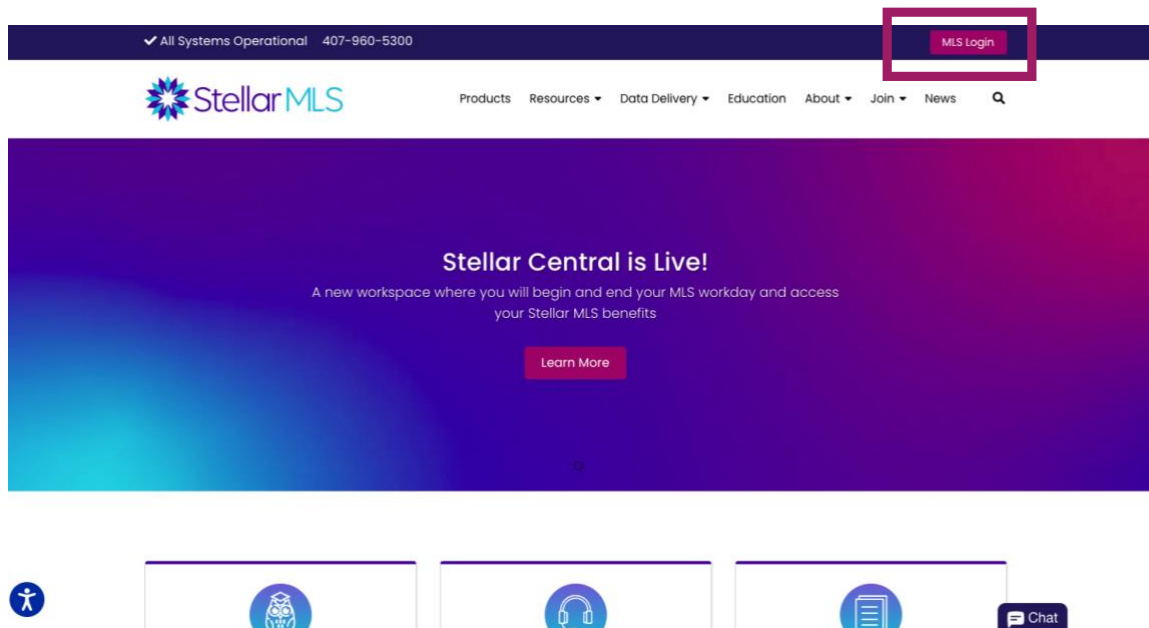 All Systems Operational 407-960-5300
MLS Login
Stellar MLS
Products Resources Data Delivery Education About Join News
Stellar Central is Live!
A new workspace where you will begin and end your MLS workday and access
your Stellar MLS benefits
Learn More
Chat